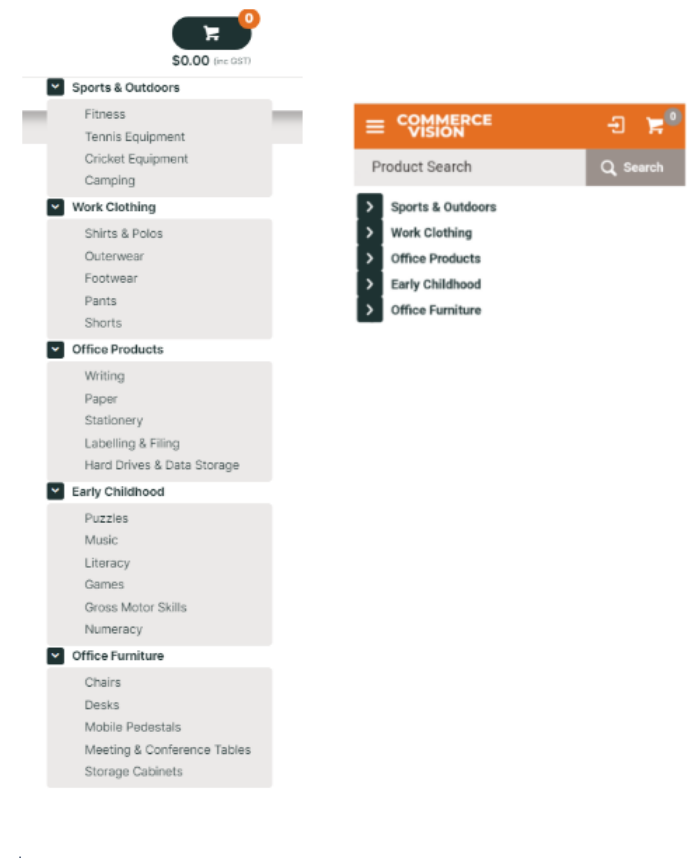 0
$0.00 (inc GST)
Sports & Outdoors
Fitness
Tennis Equipment
Cricket Equipment
Camping
Work Clothing
Shirts & Polos
Outerwear
Footwear
Pants
Shorts
Office Products
Writing
Paper
Stationery
Labelling & Filing
Hard Drives & Data Storage
Early Childhood
Puzzles
Music
Literacy
Games
Gross Motor Skills
Numeracy
Office Furniture
Chairs
Desks
Mobile Pedestals
Meeting & Conference Tables
Storage Cabinets
COMMERCE
VISION
0
Product Search
Search
Sports & Outdoors
Work Clothing
Office Products
Early Childhood
Office Furniture